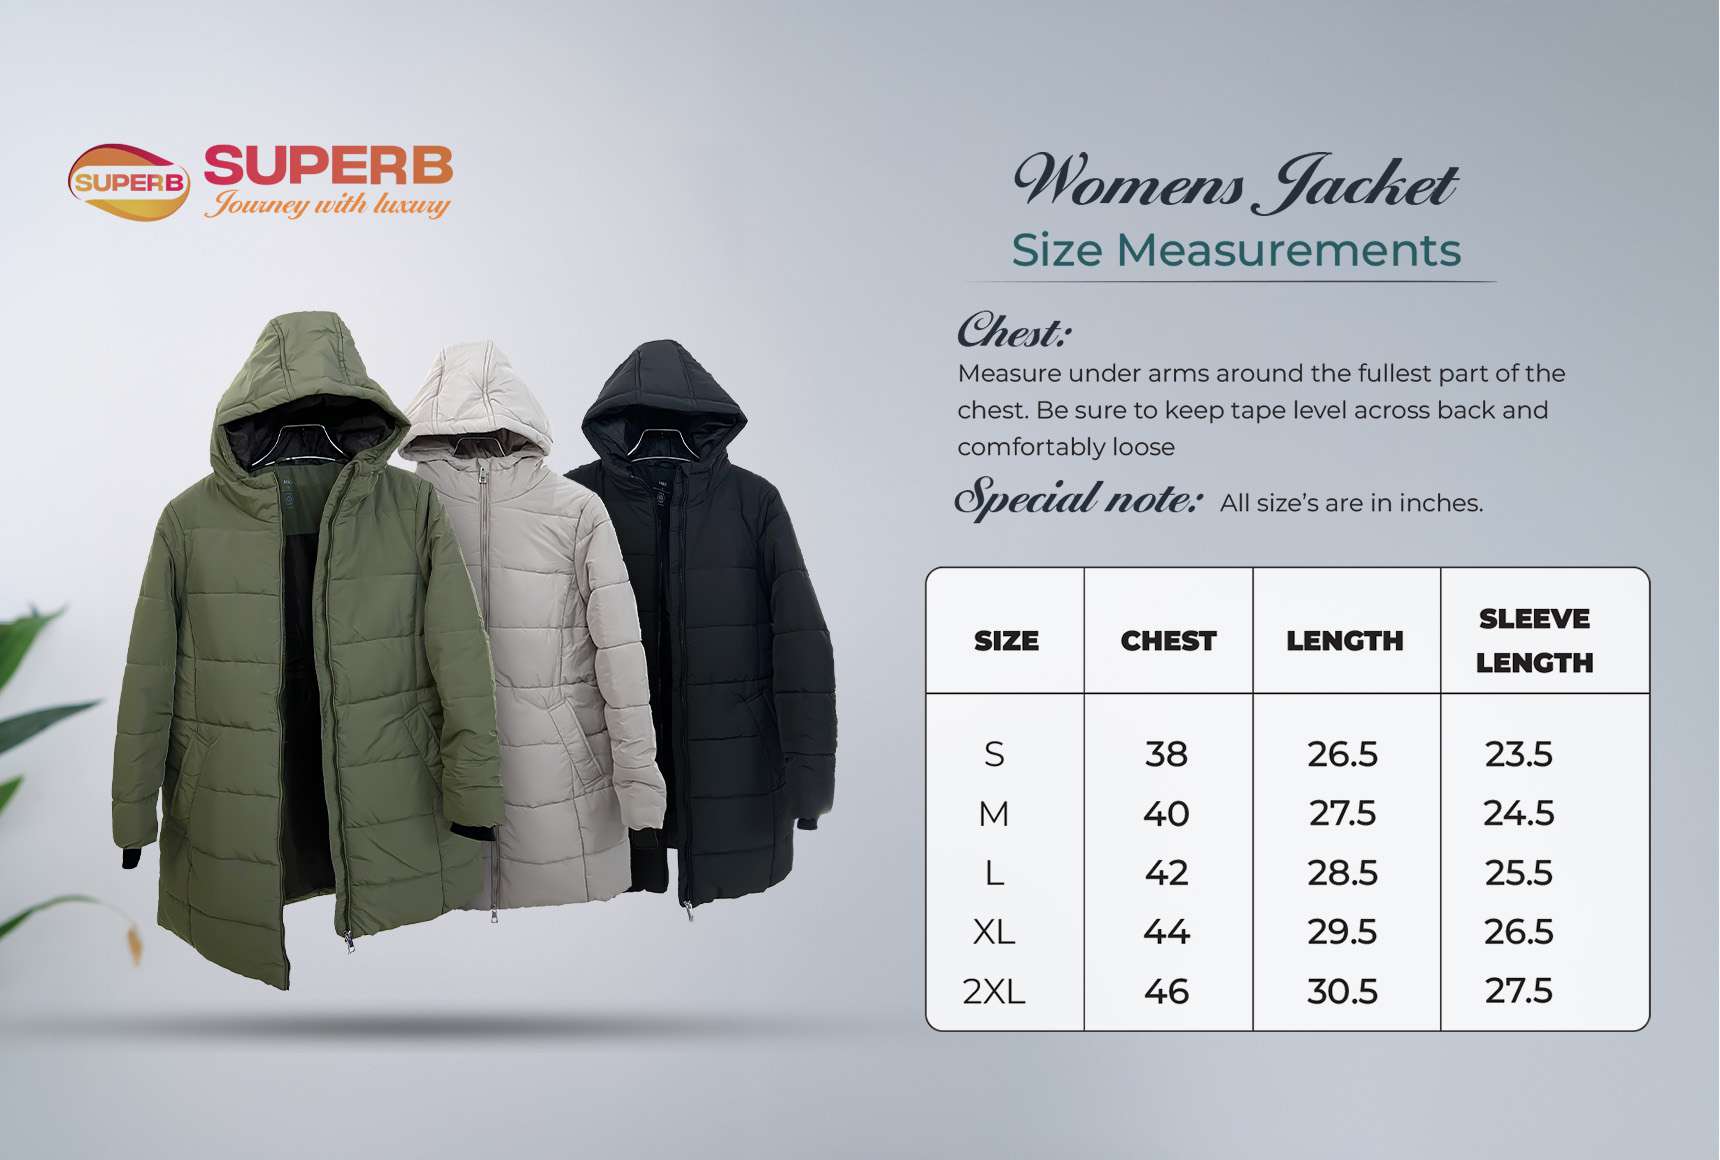 SUPERB
SUPERB
Journey with luxury
Womens Jacket
Size Measurements
Chest:
Measure under arms around the fullest part of the
chest. Be sure to keep tape level across back and
comfortably loose
Special note: All size's are in inches.
SIZE CHEST LENGTH SLEEVE LENGTH
S 38 26.5 23.5
M 40 27.5 24.5
L 42 28.5 25.5
XL 44 29.5 26.5
2XL 46 30.5 27.5